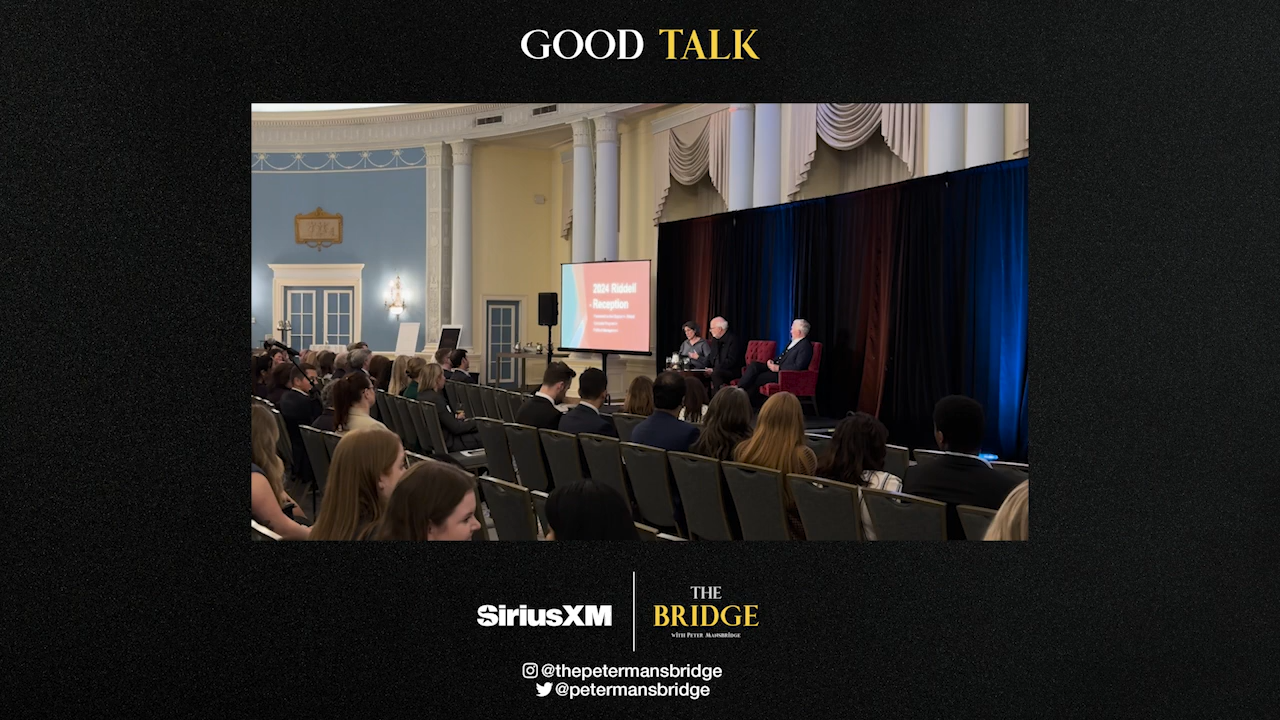 GOOD TALK
2024 Riddell
Reception
SiriusXM
THE
BRIDGE
WITH PETER MANSBRIDGE
@thepetermansbridge
@petermansbridge